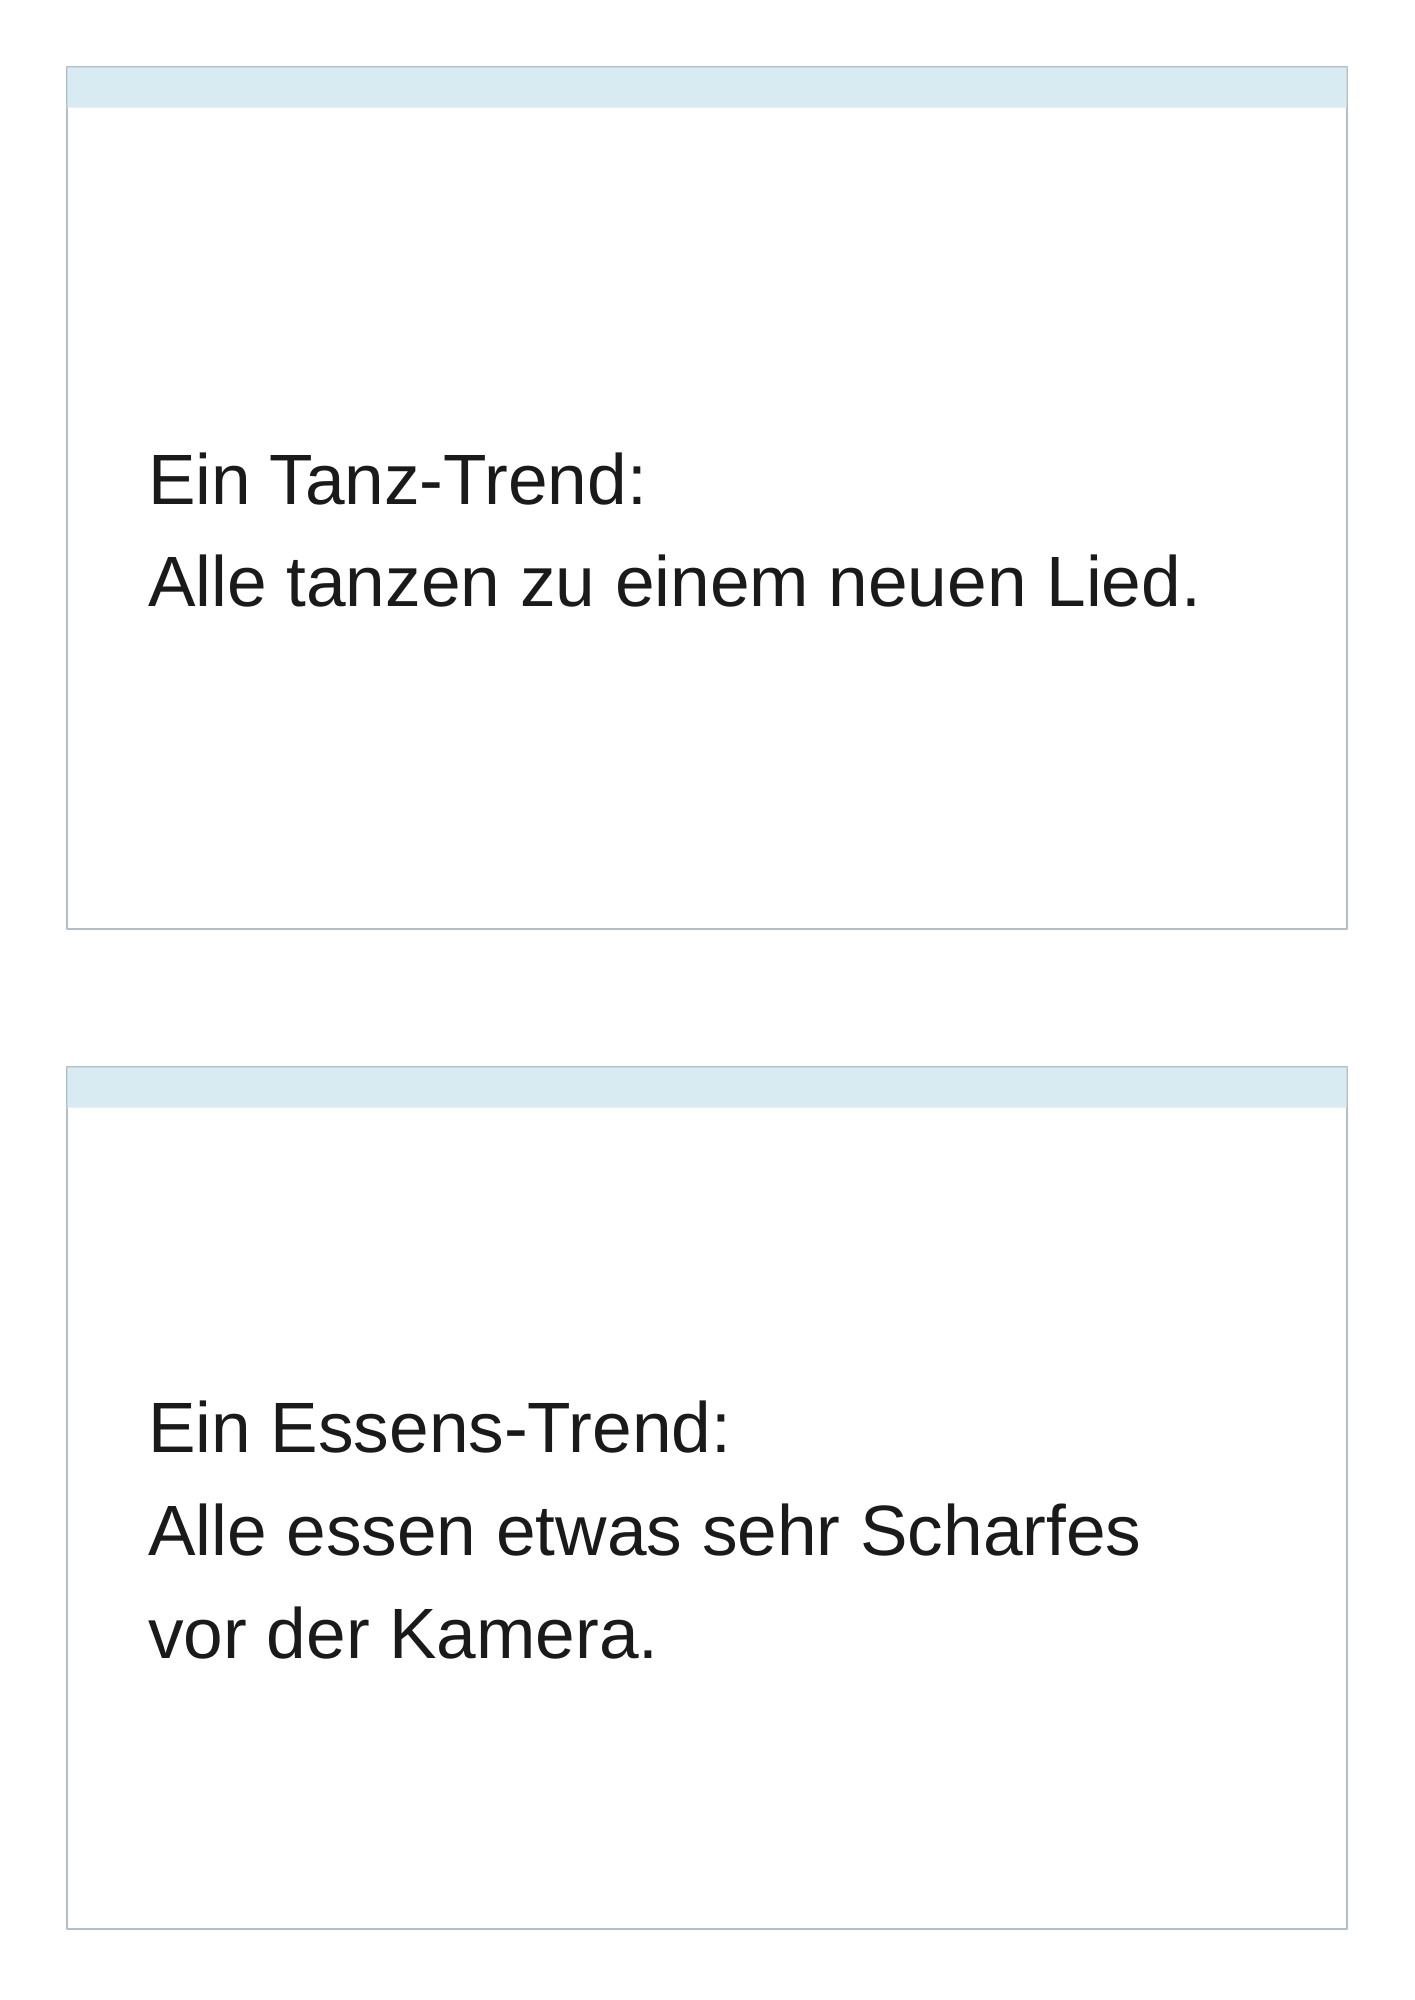 Ein Tanz-Trend:
Alle tanzen zu einem neuen Lied.
Ein Essens-Trend:
Alle essen etwas sehr Scharfes
vor der Kamera.